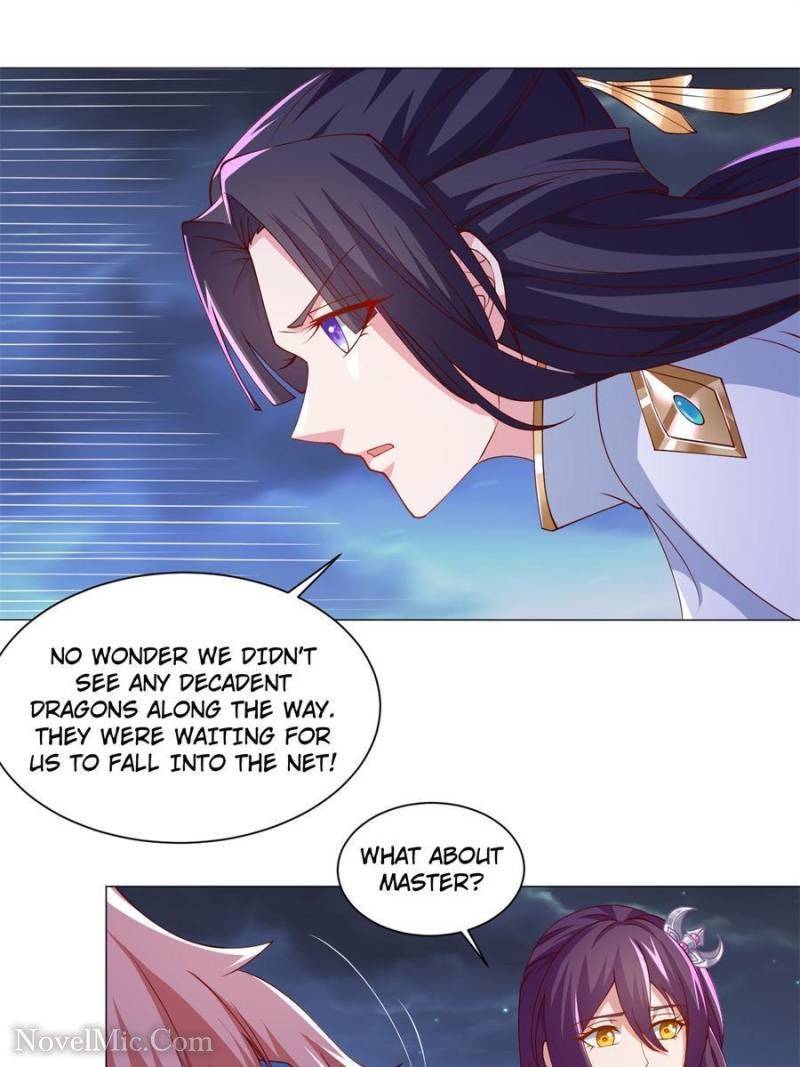 NO WONDER WE DIDN'T
SEE ANY DECADENT
DRAGONS ALONG THE WAY.
THEY WERE WAITING FOR
US TO FALL INTO THE NET!
WHAT ABOUT
MASTER?
NovelMic.Com